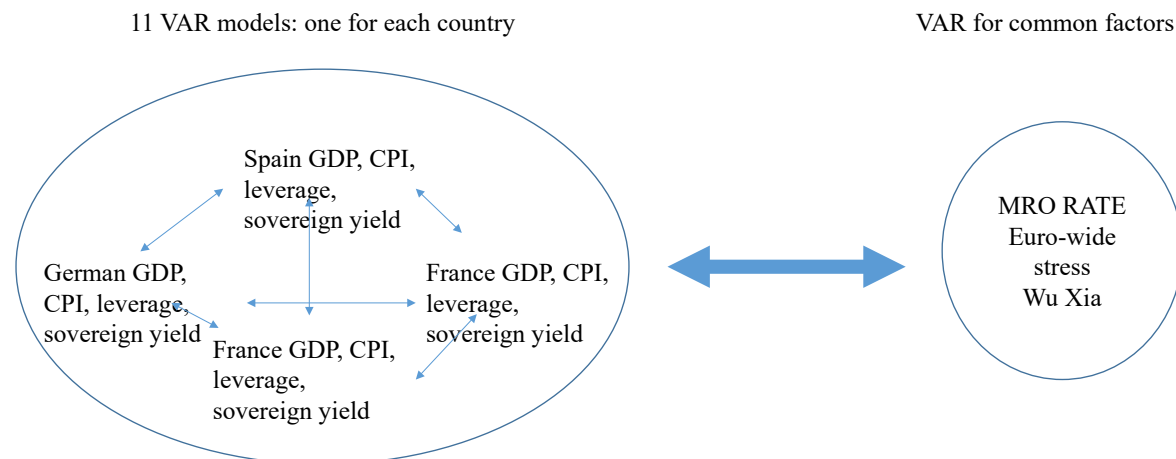 11 VAR models: one for each country
VAR for common factors
Spain GDP, CPI,
leverage,
sovereign yield
German GDP,
CPI, leverage,
sovereign yield
France GDP, CPI,
leverage,
sovereign yield
France GDP, CPI,
leverage,
sovereign yield
MRO RATE
Euro-wide
stress
Wu Xia